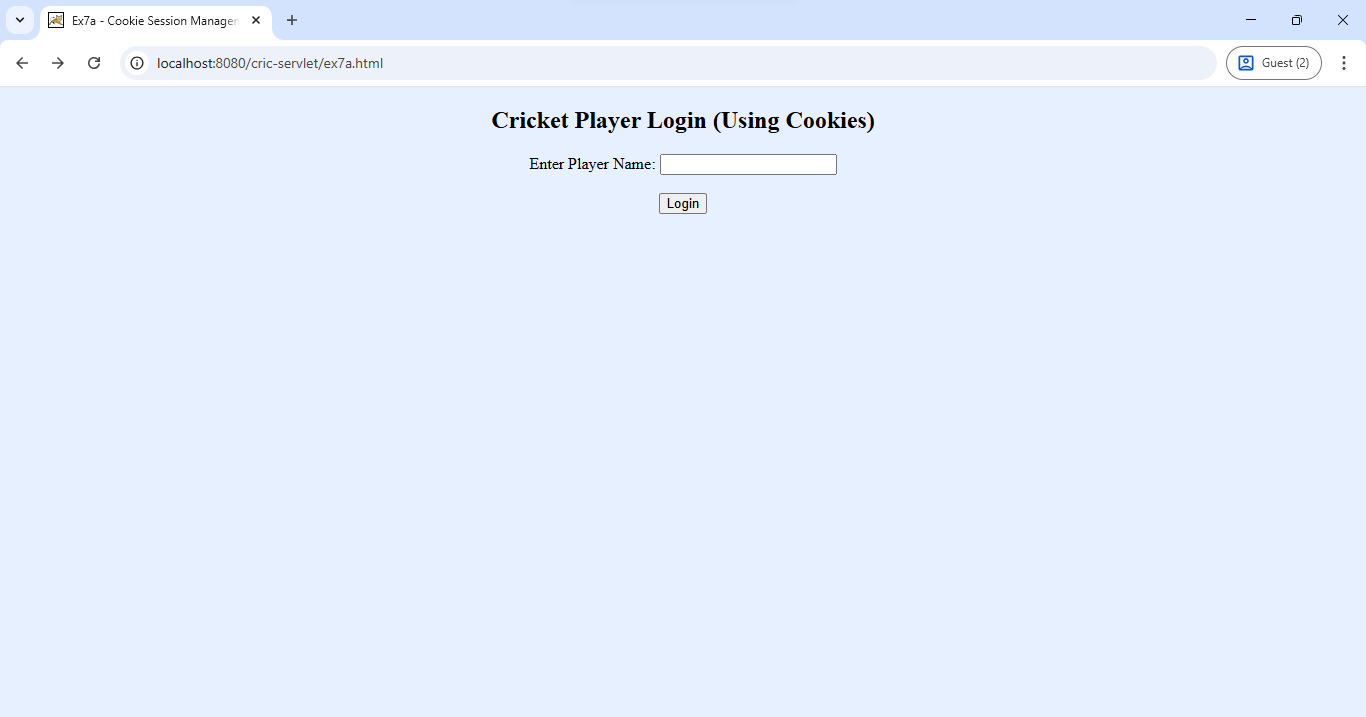 Ex7a - Cookie Session Manager
localhost:8080/cric-servlet/ex7a.html
Guest (2)
Cricket Player Login (Using Cookies)
Enter Player Name:
Login